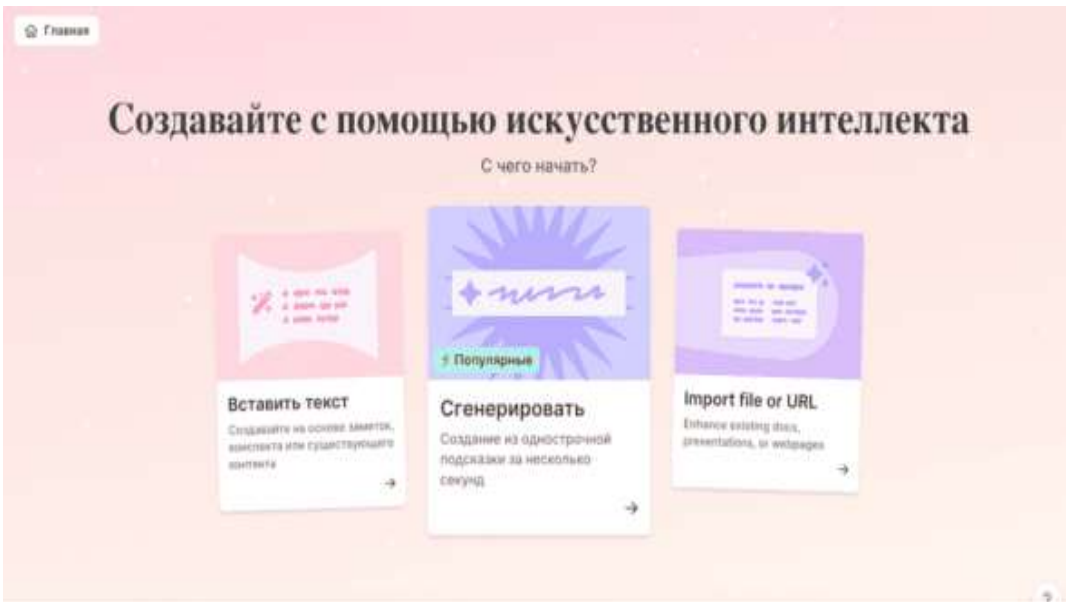 Главная
Создавайте с помощью искусственного интеллекта
С чего начать?
Вставить текст
Создавайте на основе заметок,
конспекта или существующего
контента
Популярные
Сгенерировать
Создание из однострочной
подсказки за несколько
секунд
Import file or URL
Enhance existing docs,
presentations, or webpages
?